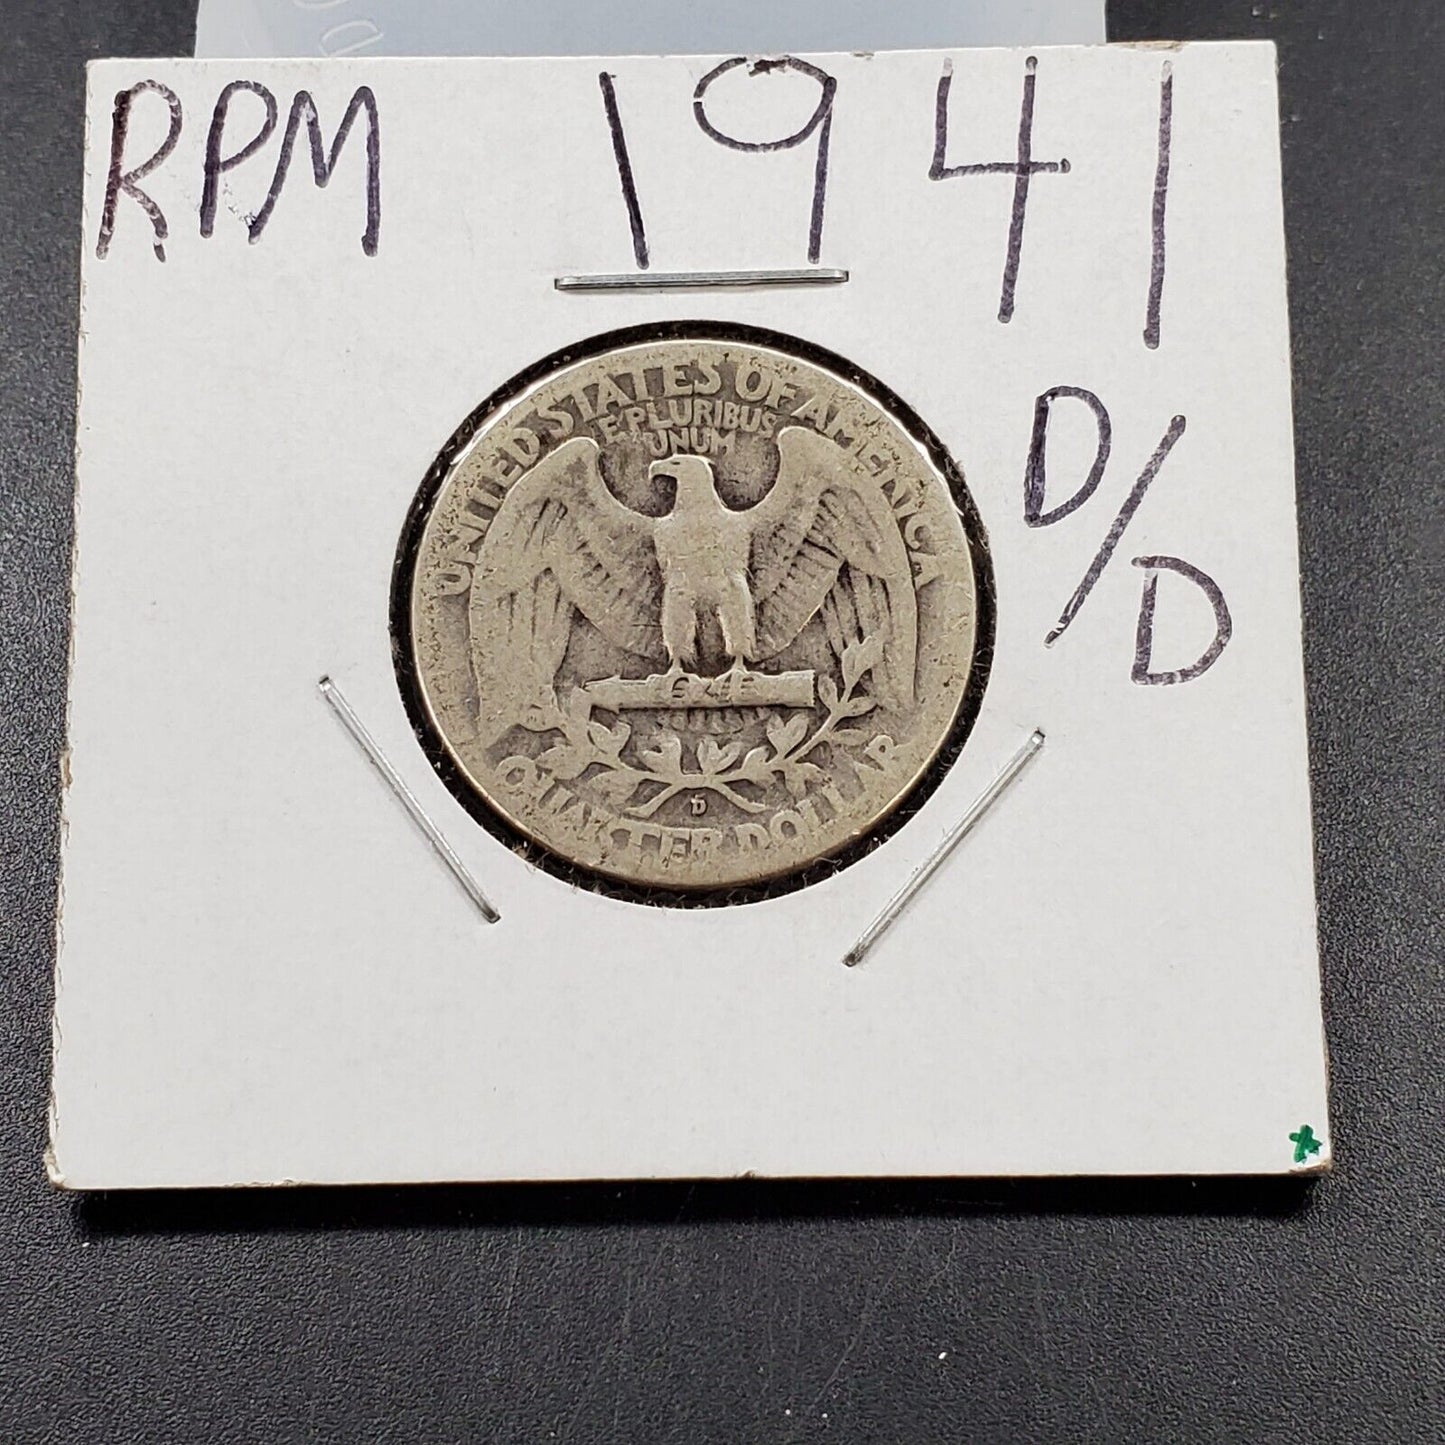 RPM 1941
D/D
UNITED STATES OF AMERICA
E PLURIBUS
UNUM
D
QUARTER DOLLAR